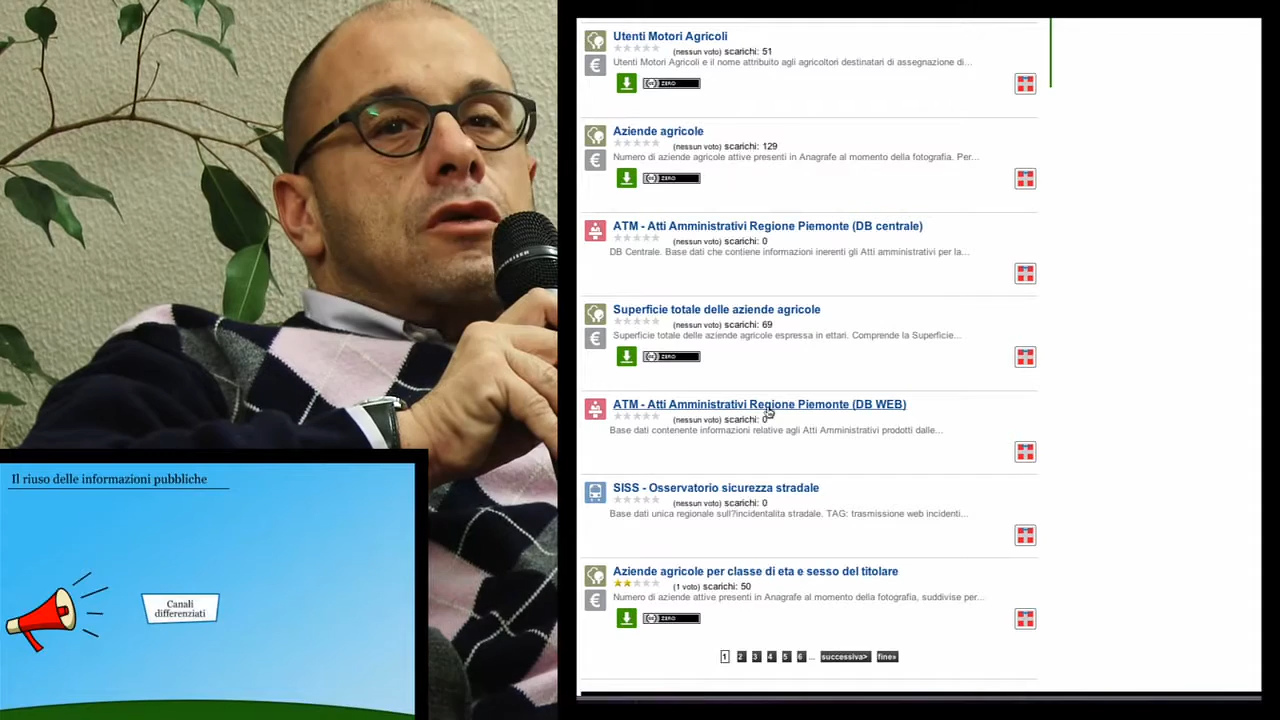 Utenti Motori Agricoli
(nessun voto) scarichi: 51
Utenti Motori Agricoli e il nome attribuito agli agricoltori destinatari di assegnazione di...
ZERO
Aziende agricole
(nessun voto) scarichi: 129
Numero di aziende agricole attive presenti in Anagrafe al momento della fotografia. Per...
ZERO
ATM - Atti Amministrativi Regione Piemonte (DB centrale)
(nessun voto) scarichi: 0
DB Centrale. Base dati che contiene informazioni inerenti gli Atti amministrativi per la...
Superficie totale delle aziende agricole
(nessun voto) scarichi: 69
Superficie totale delle aziende agricole espressa in ettari. Comprende la Superficie...
ZERO
ATM - Atti Amministrativi Regione Piemonte (DB WEB)
(nessun voto) scarichi: 0
Base dati contenente informazioni relative agli Atti Amministrativi prodotti dalle...
SISS - Osservatorio sicurezza stradale
(nessun voto) scarichi: 0
Base dati unica regionale sull?incidentalita stradale. TAG: trasmissione web incidenti...
Aziende agricole per classe di eta e sesso del titolare
(1 voto) scarichi: 50
Numero di aziende attive presenti in Anagrafe al momento della fotografia, suddivise per...
ZERO
1 2 3 4 5 6 ... successiva> fine»
Il riuso delle informazioni pubbliche
Canali
differenziati